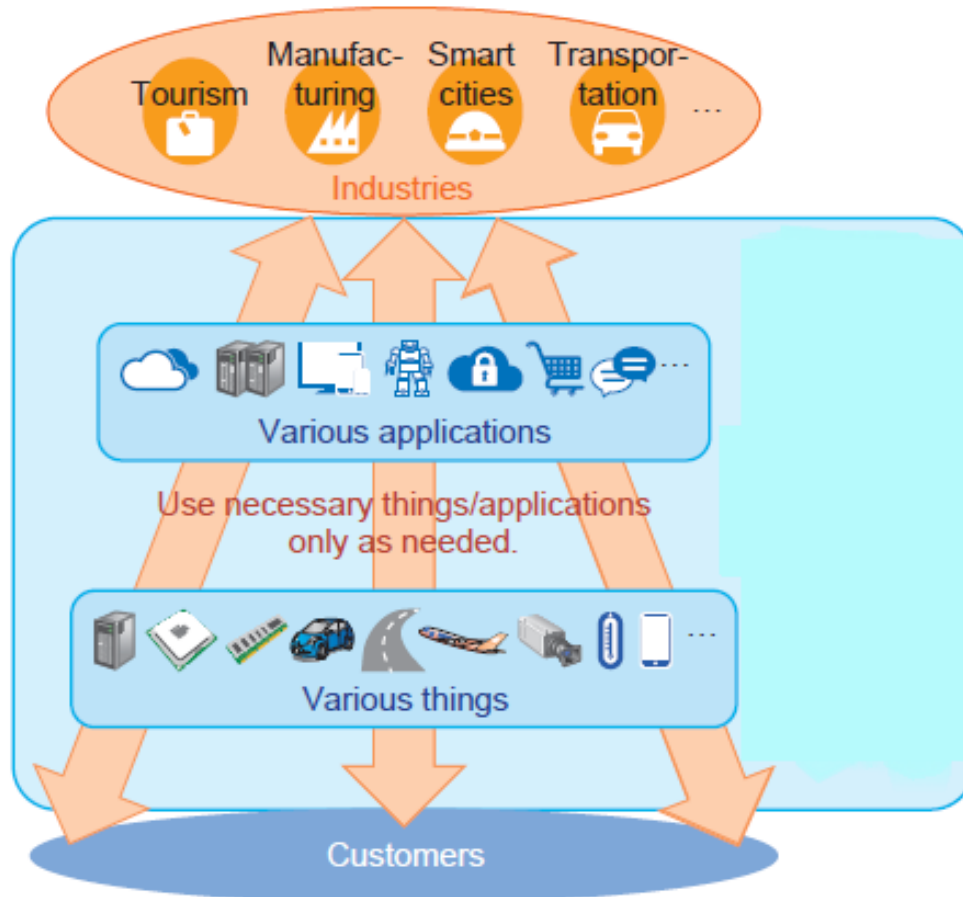 Tourism
Manufac-
turing
Smart
cities
Transpor-
tation
...
Industries
...
Various applications
Use necessary things/applications
only as needed.
...
Various things
Customers